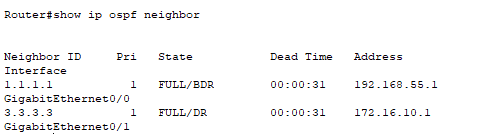 Router#show ip ospf neighbor
Neighbor ID Pri State Dead Time Address
Interface
1.1.1.1 1 FULL/BDR 00:00:31 192.168.55.1
GigabitEthernet0/0
3.3.3.3 1 FULL/DR 00:00:31 172.16.10.1
GigabitEthernet0/1